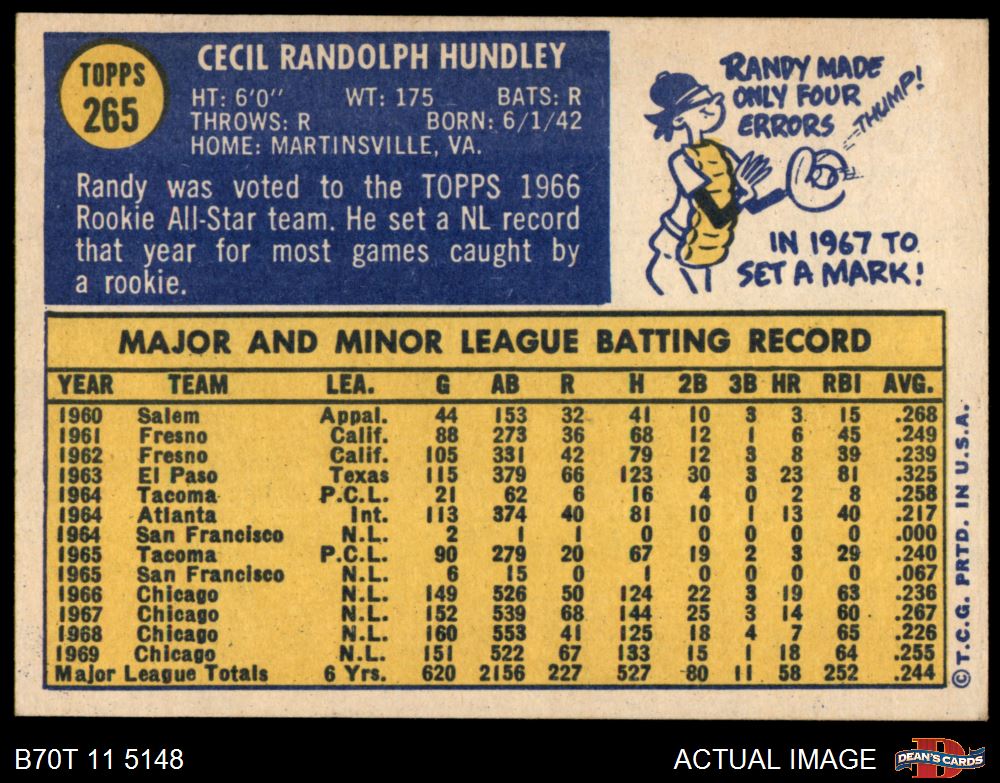 TOPPS
265
CECIL RANDOLPH HUNDLEY
HT: 6'0" WT: 175 BATS: R
THROWS: R BORN: 6/1/42
HOME: MARTINSVILLE, VA.
Randy was voted to the TOPPS 1966
Rookie All-Star team. He set a NL record
that year for most games caught by
a rookie.
RANDY MADE
ONLY FOUR
ERRORS
THUMP!
IN 1967 TO
SET A MARK!
MAJOR AND MINOR LEAGUE BATTING RECORD
YEAR TEAM LEA. G AB R H 2B 3B HR RBI AVG.
1960 Salem Appal. 44 153 32 41 10 3 3 15 .268
1961 Fresno Calif. 88 273 36 68 12 1 6 45 .249
1962 Fresno Calif. 105 331 42 79 12 3 8 39 .239
1963 El Paso Texas 115 379 66 123 30 3 23 81 .325
1964 Tacoma P.C.L. 21 62 6 16 4 0 2 8 .258
1964 Atlanta Int. 113 374 40 81 10 1 13 40 .217
1964 San Francisco N.L. 2 1 1 0 0 0 0 0 .000
1965 Tacoma P.C.L. 90 279 20 67 19 2 3 29 .240
1965 San Francisco N.L. 6 15 0 1 0 0 0 0 .067
1966 Chicago N.L. 149 526 50 124 22 3 19 63 .236
1967 Chicago N.L. 152 539 68 144 25 3 14 60 .267
1968 Chicago N.L. 160 553 41 125 18 4 7 65 .226
1969 Chicago N.L. 151 522 67 133 15 1 18 64 .255
Major League Totals 6 Yrs. 620 2156 227 527 80 11 58 252 .244
©T.C.G. PRTD. IN U.S.A.
B70T 11 5148
ACTUAL IMAGE
D
DEAN'S CARDS